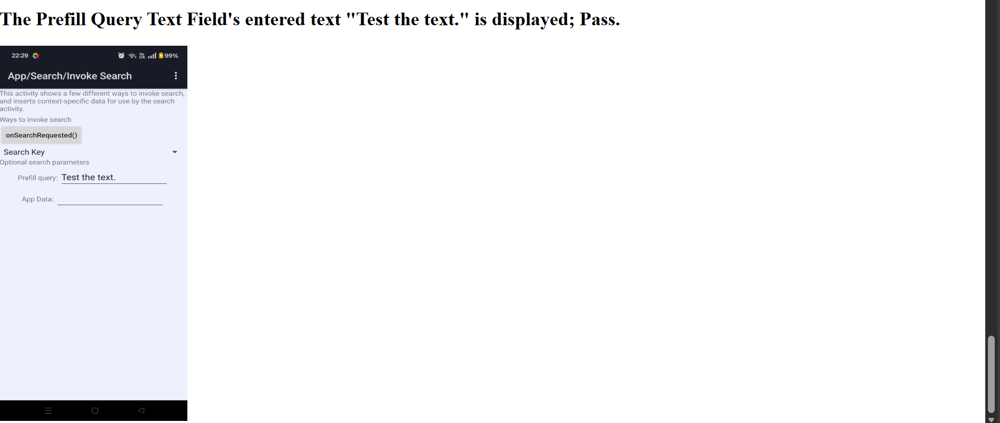 The Prefill Query Text Field's entered text "Test the text." is displayed; Pass.
22:29 Vo LTE 99%
App/Search/Invoke Search
This activity shows a few different ways to invoke search,
and inserts context-specific data for use by the search
activity.
Ways to invoke search
onSearchRequested()
Search Key
Optional search parameters
Prefill query: Test the text.
App Data: